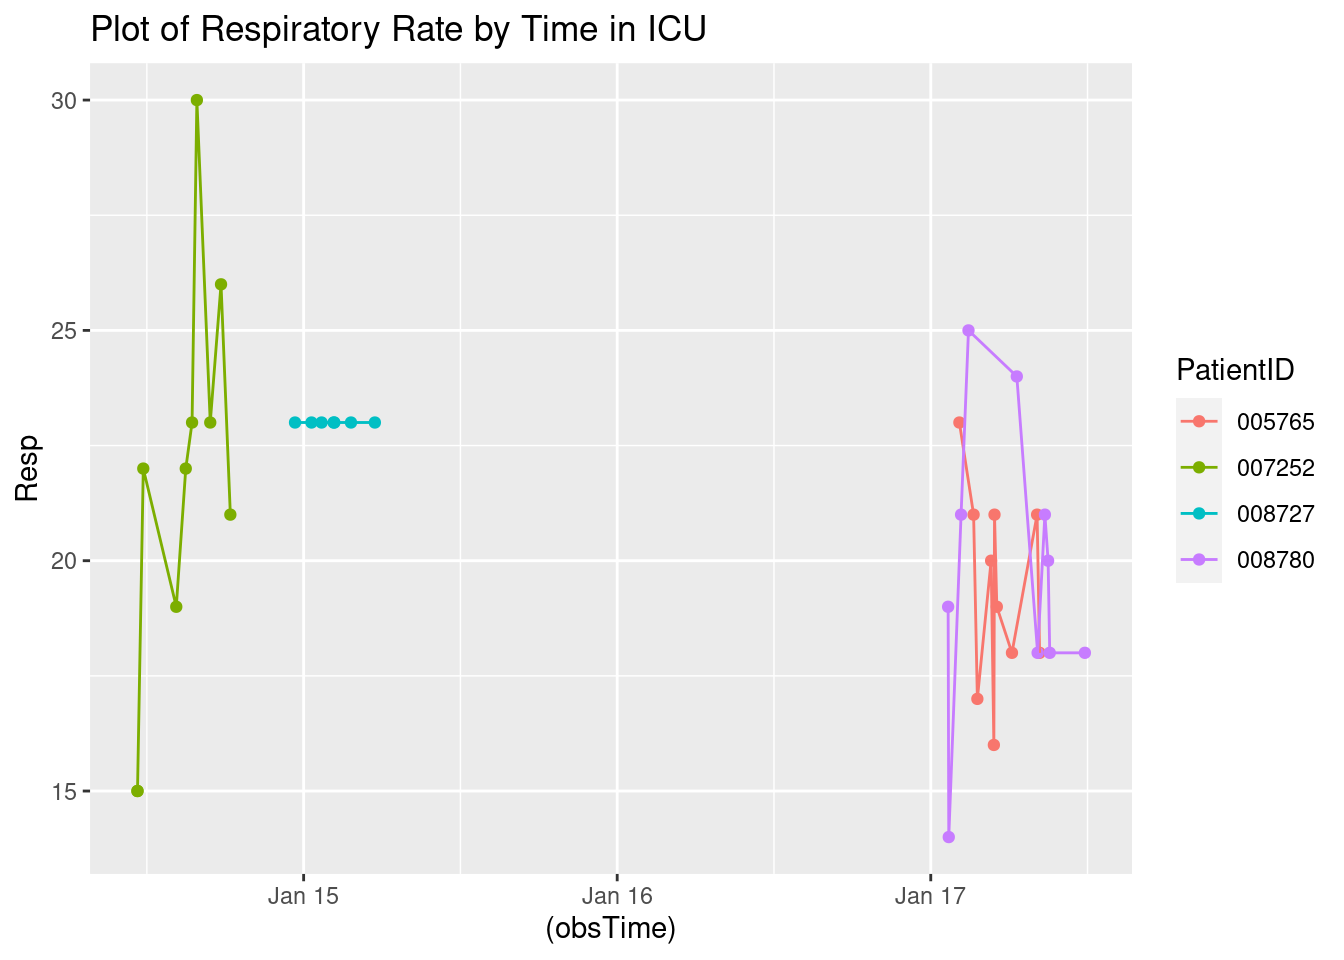 Plot of Respiratory Rate by Time in ICU
30
25
20
15
Resp
Jan 15
Jan 16
Jan 17
(obsTime)
PatientID
005765
007252
008727
008780